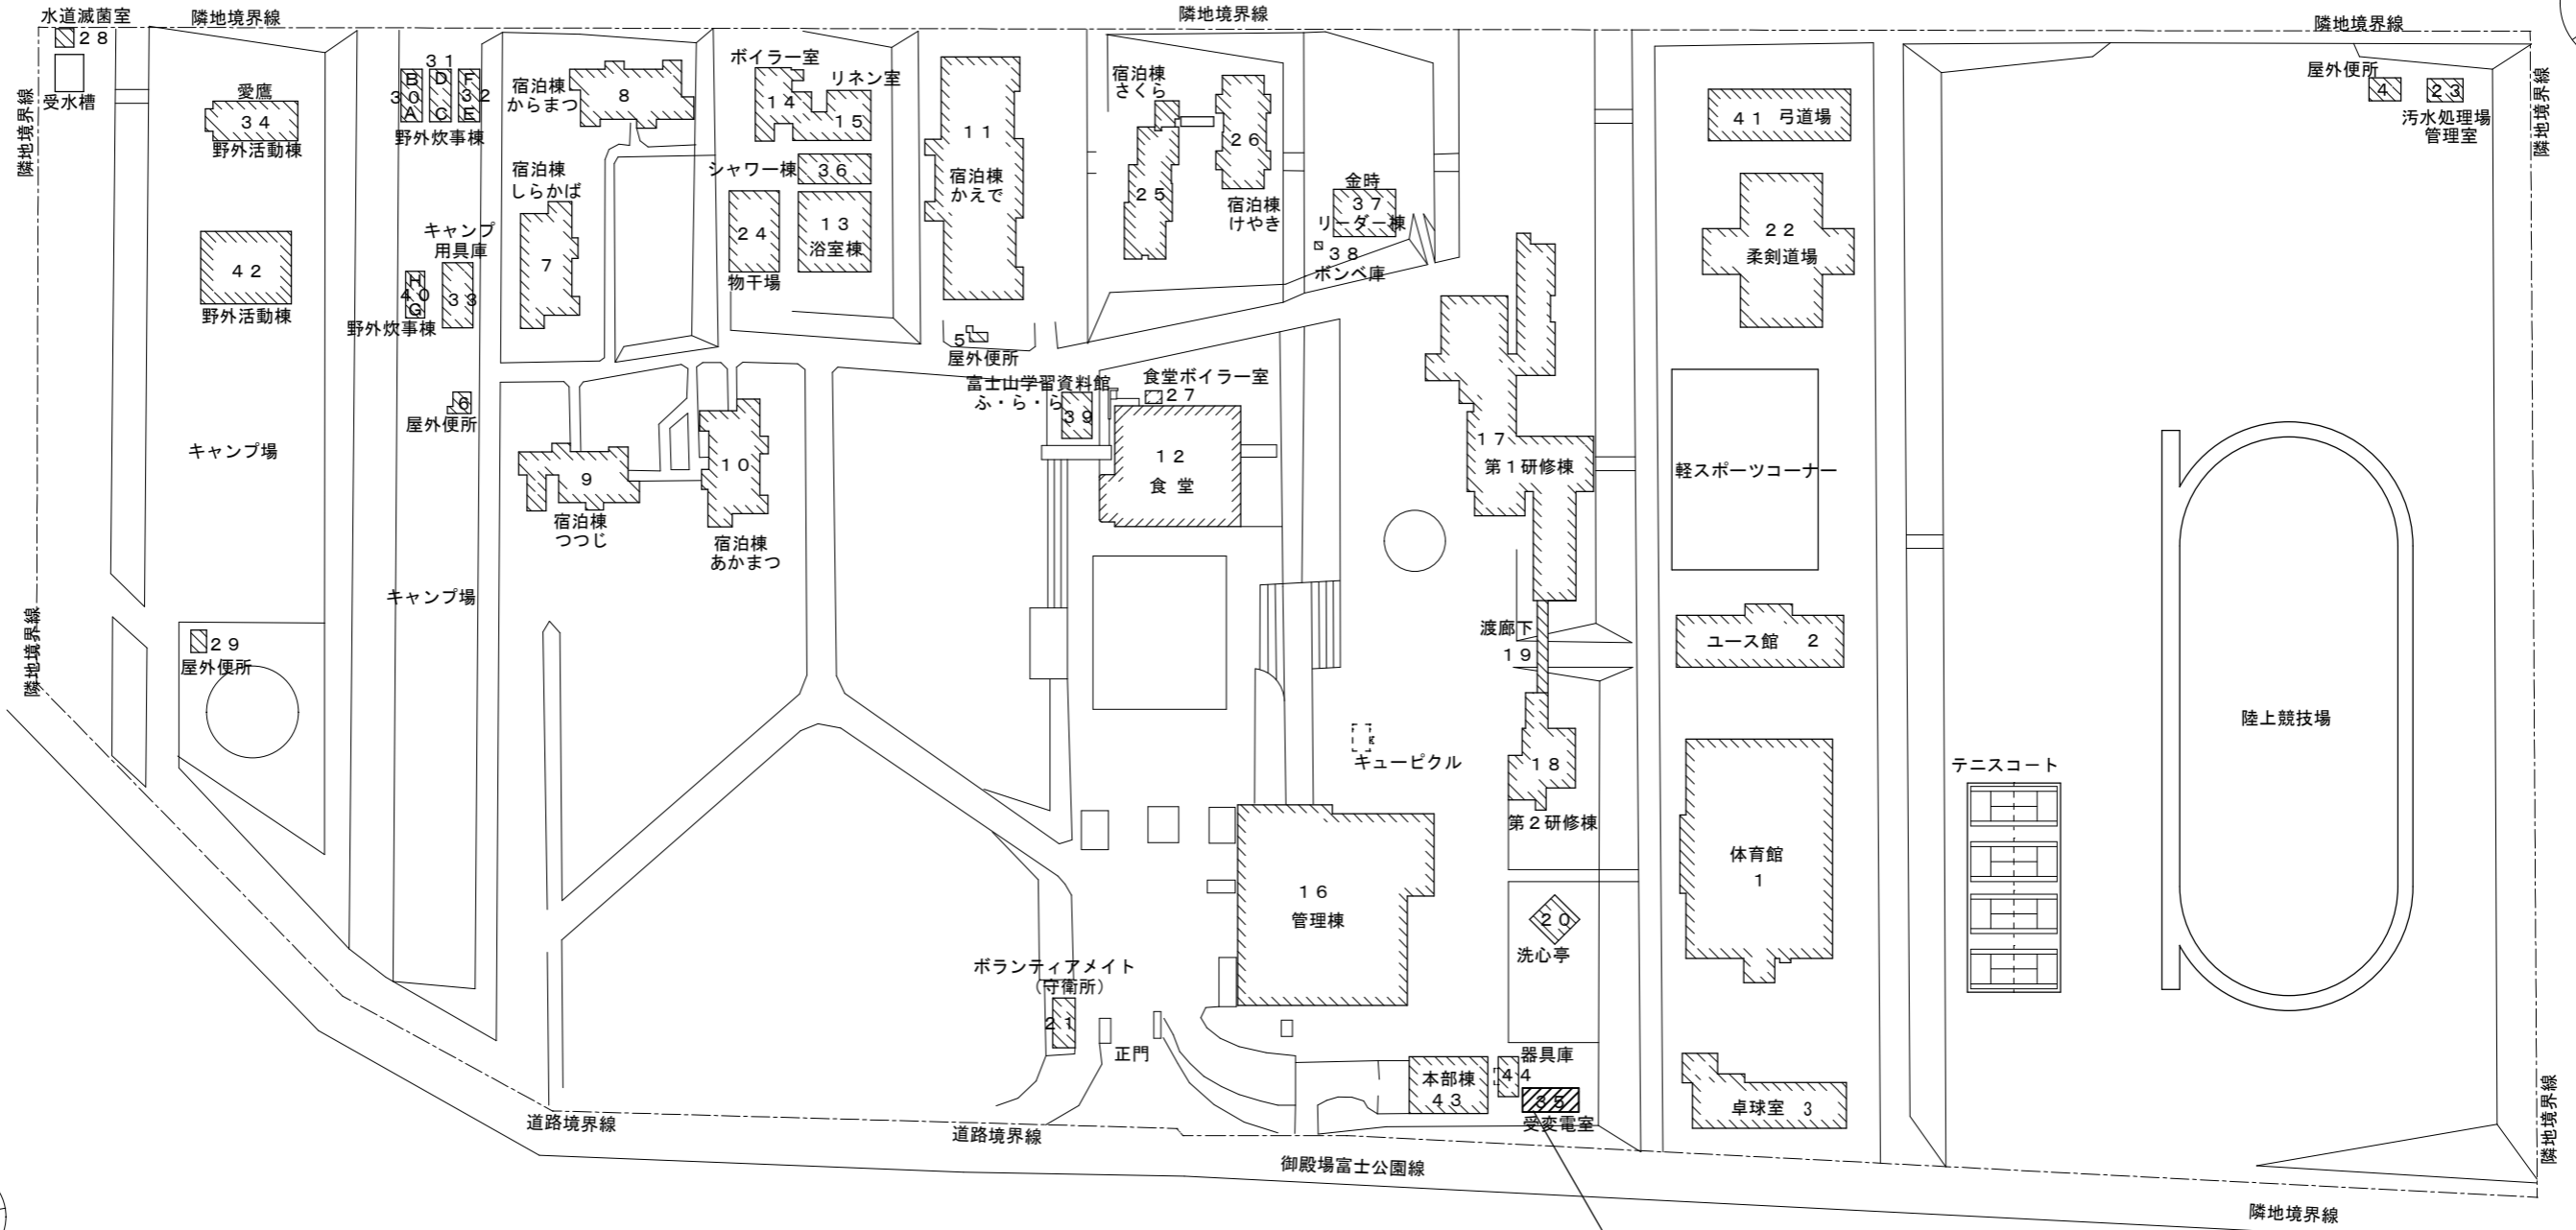 水道滅菌室
28
受水槽
隣地境界線
隣地境界線
隣地境界線
隣地境界線
隣地境界線
隣地境界線
愛鷹
34
野外活動棟
42
野外活動棟
キャンプ場
29
屋外便所
31
B
30
A
D
C
F
32
E
野外炊事棟
キャンプ
用具庫
H
40
G
33
野外炊事棟
6
屋外便所
キャンプ場
宿泊棟
からまつ
8
宿泊棟
しらかば
7
9
宿泊棟
つつじ
10
宿泊棟
あかまつ
ボイラー室
14
リネン室
15
シャワー棟
36
24
物干場
13
浴室棟
11
宿泊棟
かえで
5
屋外便所
宿泊棟
さくら
25
26
宿泊棟
けやき
金時
37
リーダー棟
38
ボンベ庫
富士山学習資料館
ふ・ら・ら
39
食堂ボイラー室
27
12
食 堂
17
第1研修棟
渡廊下
19
キューピクル
18
第2研修棟
16
管理棟
20
洗心亭
ボランティアメイト
(守衛所)
21
正門
本部棟
43
器具庫
44
35
受変電室
41 弓道場
22
柔剣道場
軽スポーツコーナー
ユース館 2
体育館
1
卓球室 3
屋外便所
4
23
汚水処理場
管理室
テニスコート
陸上競技場
道路境界線
道路境界線
御殿場富士公園線
隣地境界線
隣地境界線